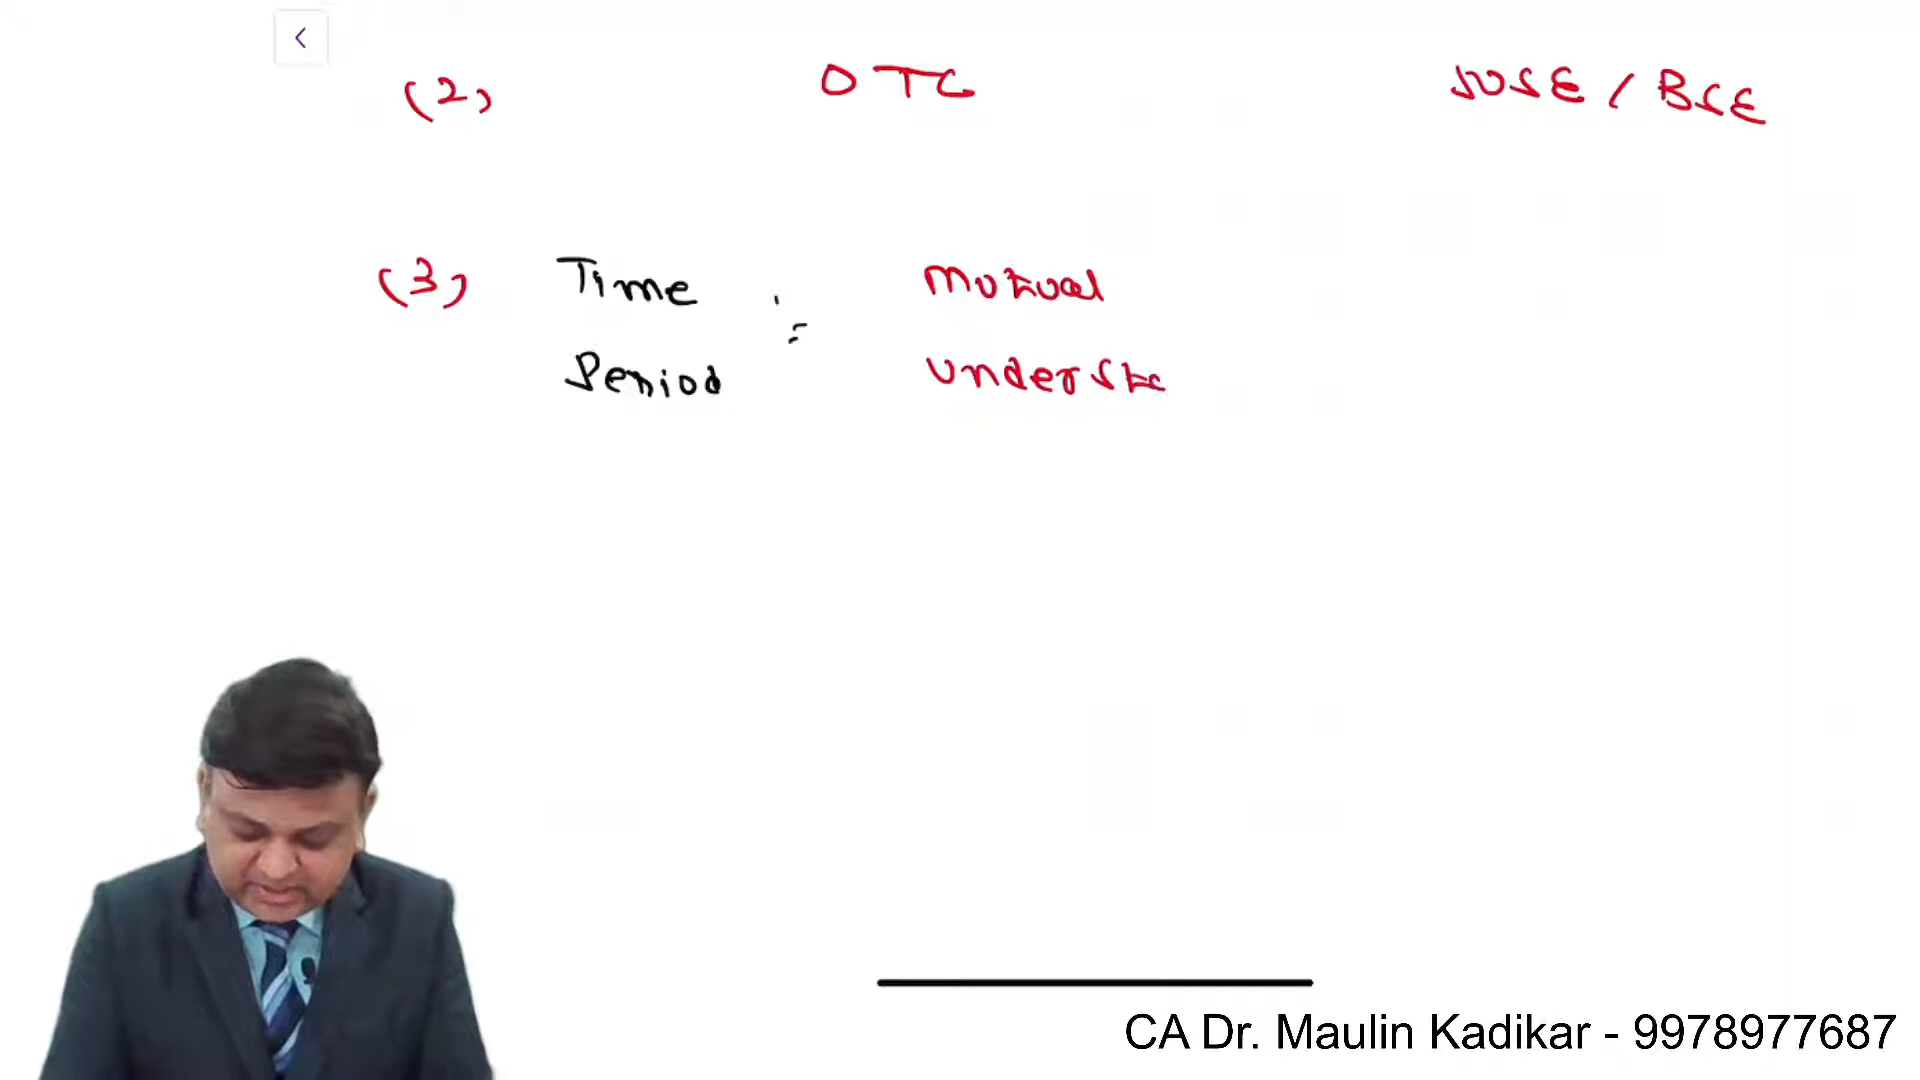 (2) OTC NSE / BSE
(3) Time : Mutual
Period = Understa
CA Dr. Maulin Kadikar - 9978977687